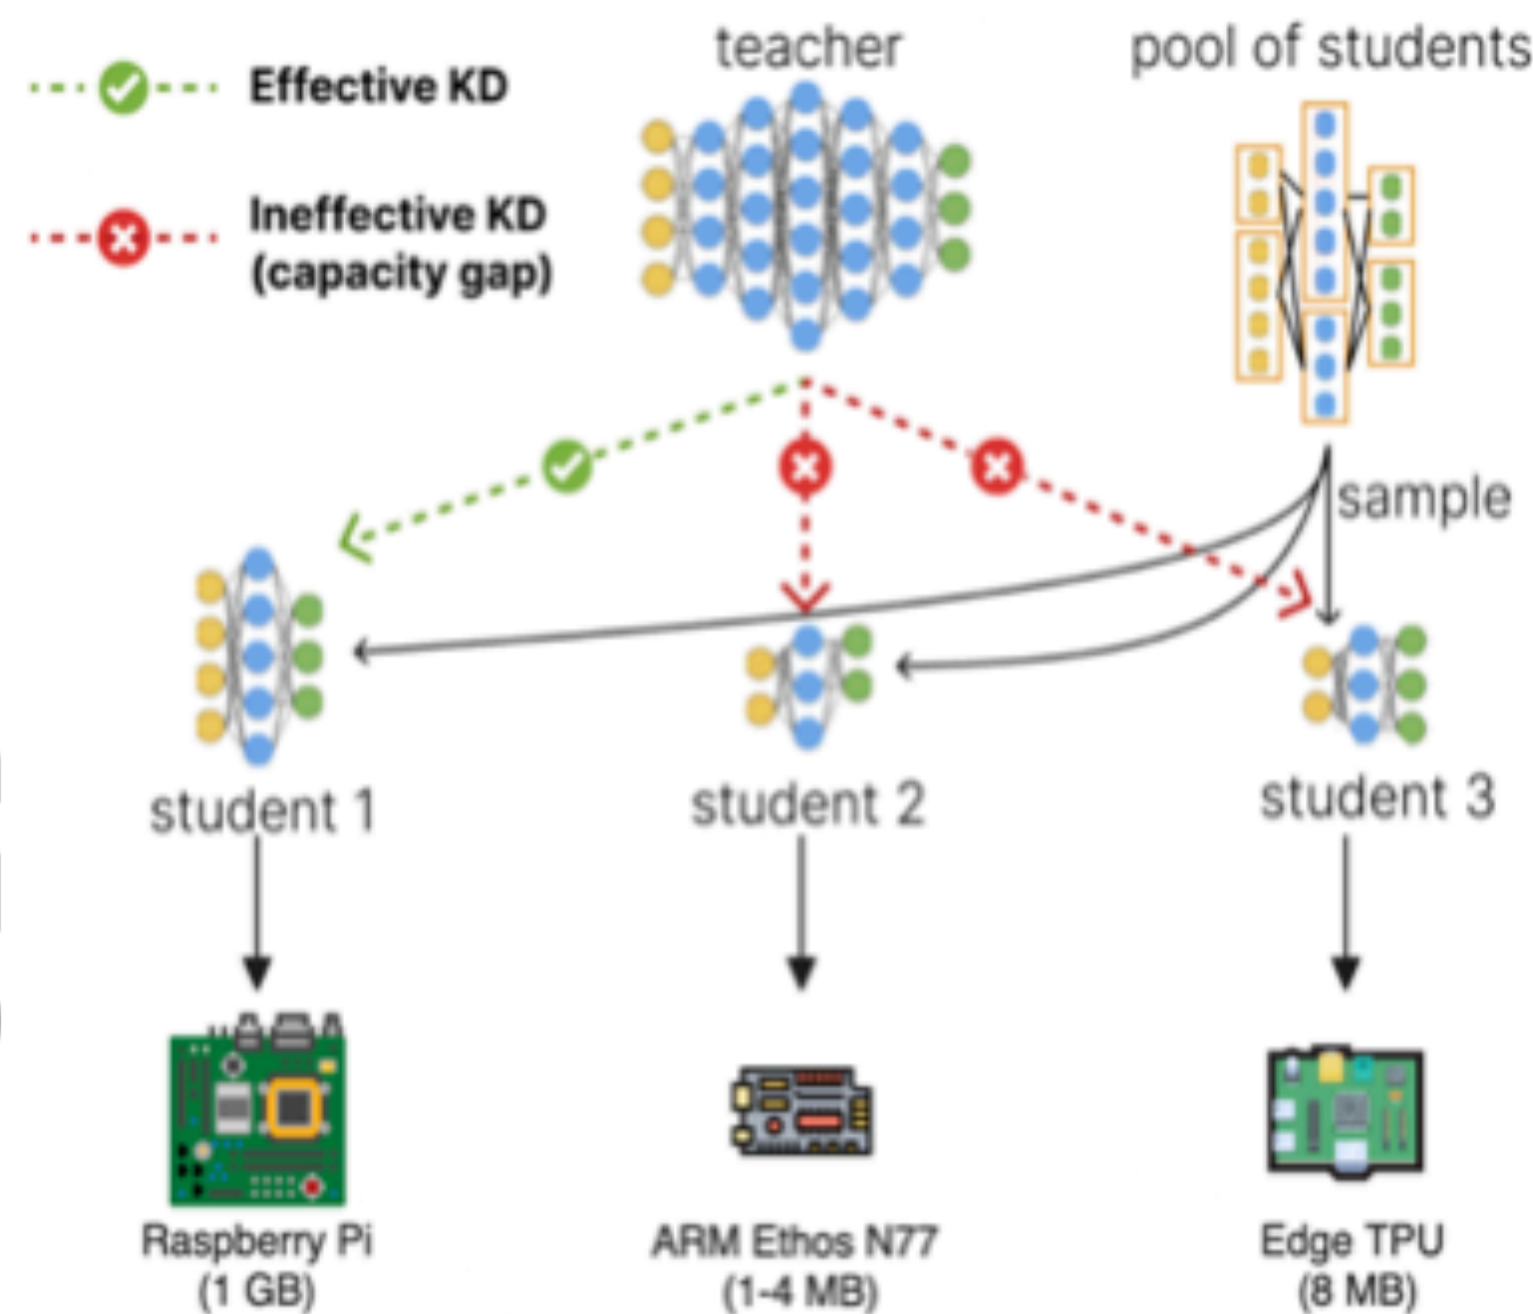 Effective KD
Ineffective KD
(capacity gap)
teacher
pool of students
sample
student 1
student 2
student 3
Raspberry Pi
(1 GB)
ARM Ethos N77
(1-4 MB)
Edge TPU
(8 MB)